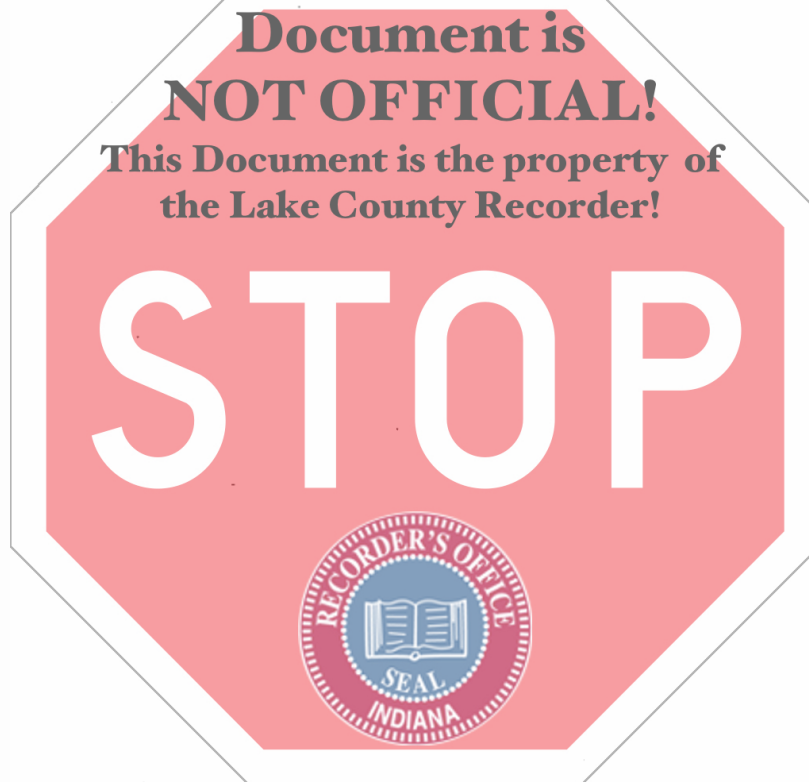 Document is
NOT OFFICIAL!
This Document is the property of
the Lake County Recorder!
STOP
RECORDER'S OFFICE
SEAL
INDIANA